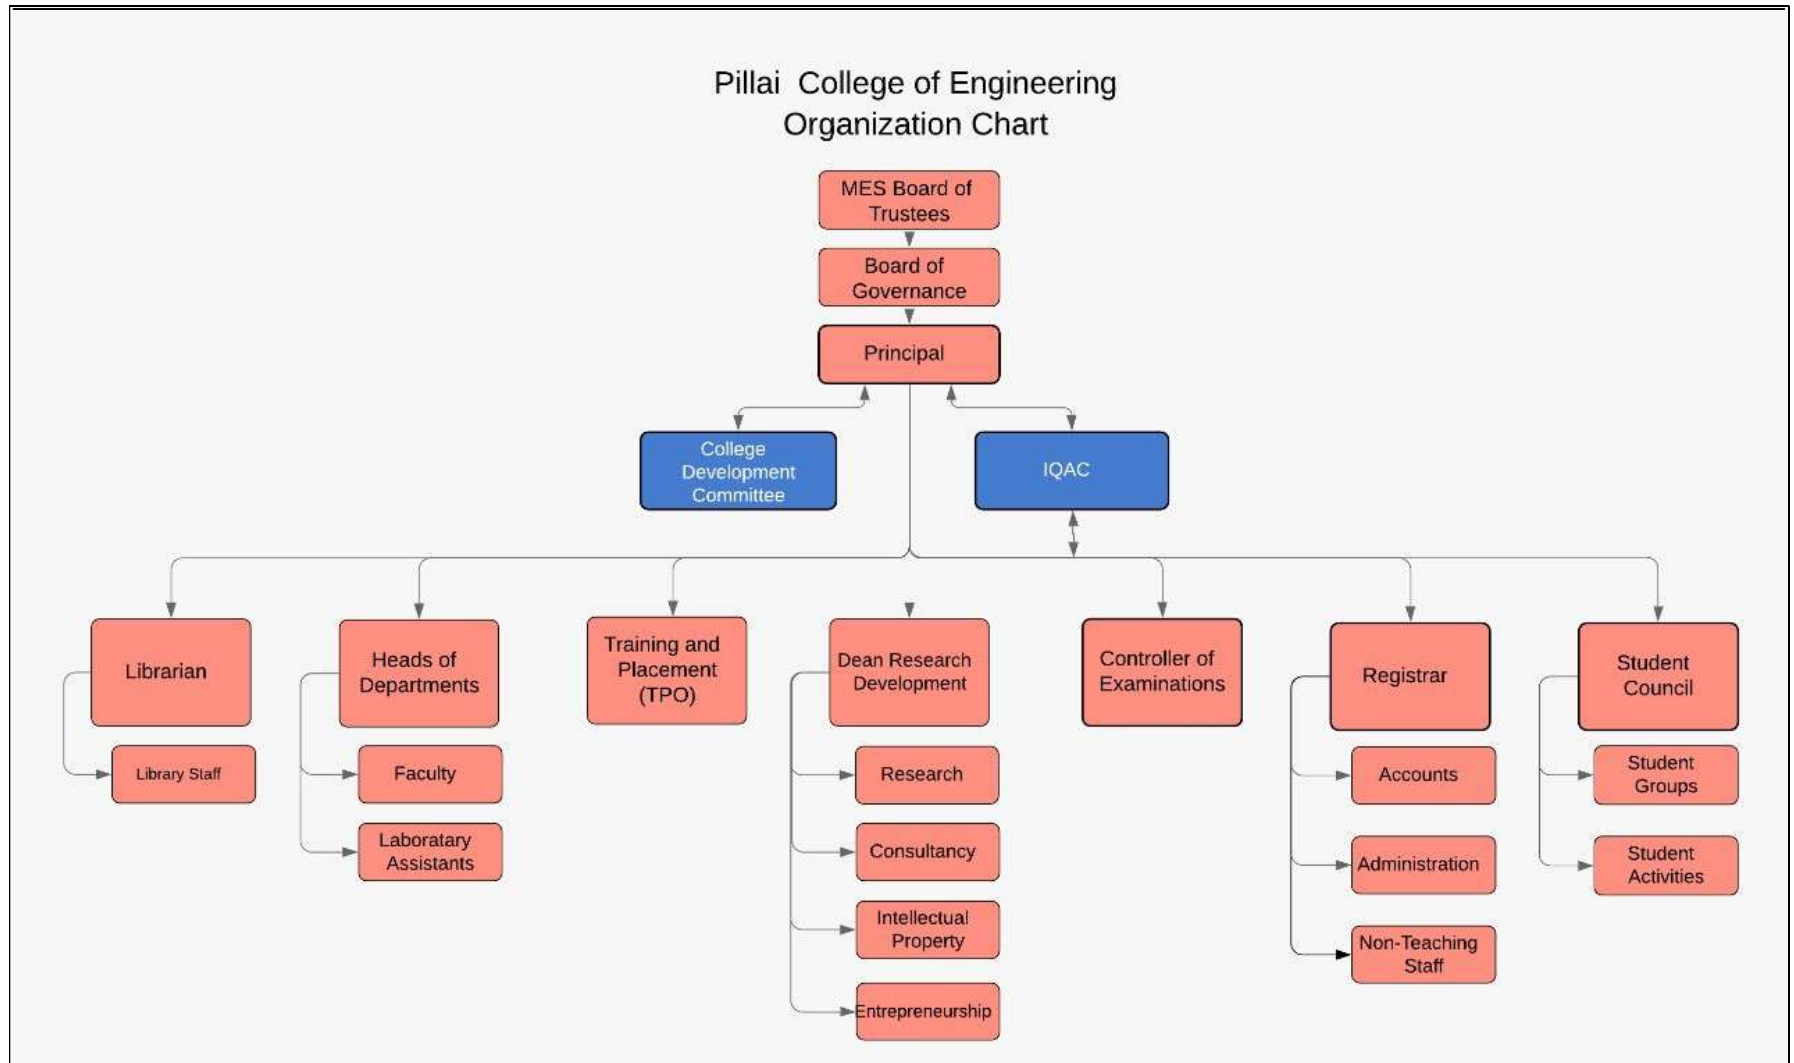 Pillai College of Engineering
Organization Chart
MES Board of
Trustees
Board of
Governance
Principal
College
Development
Committee
IQAC
Librarian
Heads of
Departments
Training and
Placement
(TPO)
Dean Research
Development
Controller of
Examinations
Registrar
Student
Council
Library Staff
Faculty
Research
Accounts
Student
Groups
Laboratary
Assistants
Consultancy
Administration
Student
Activities
Intellectual
Property
Non-Teaching
Staff
Entrepreneurship